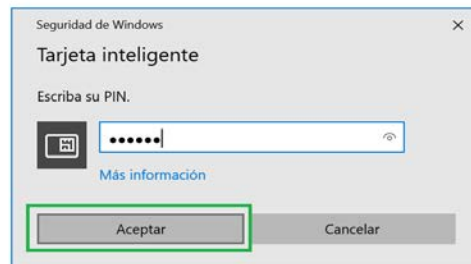 Seguridad de Windows
Tarjeta inteligente
Escriba su PIN.
••••••
Más información
Aceptar Cancelar